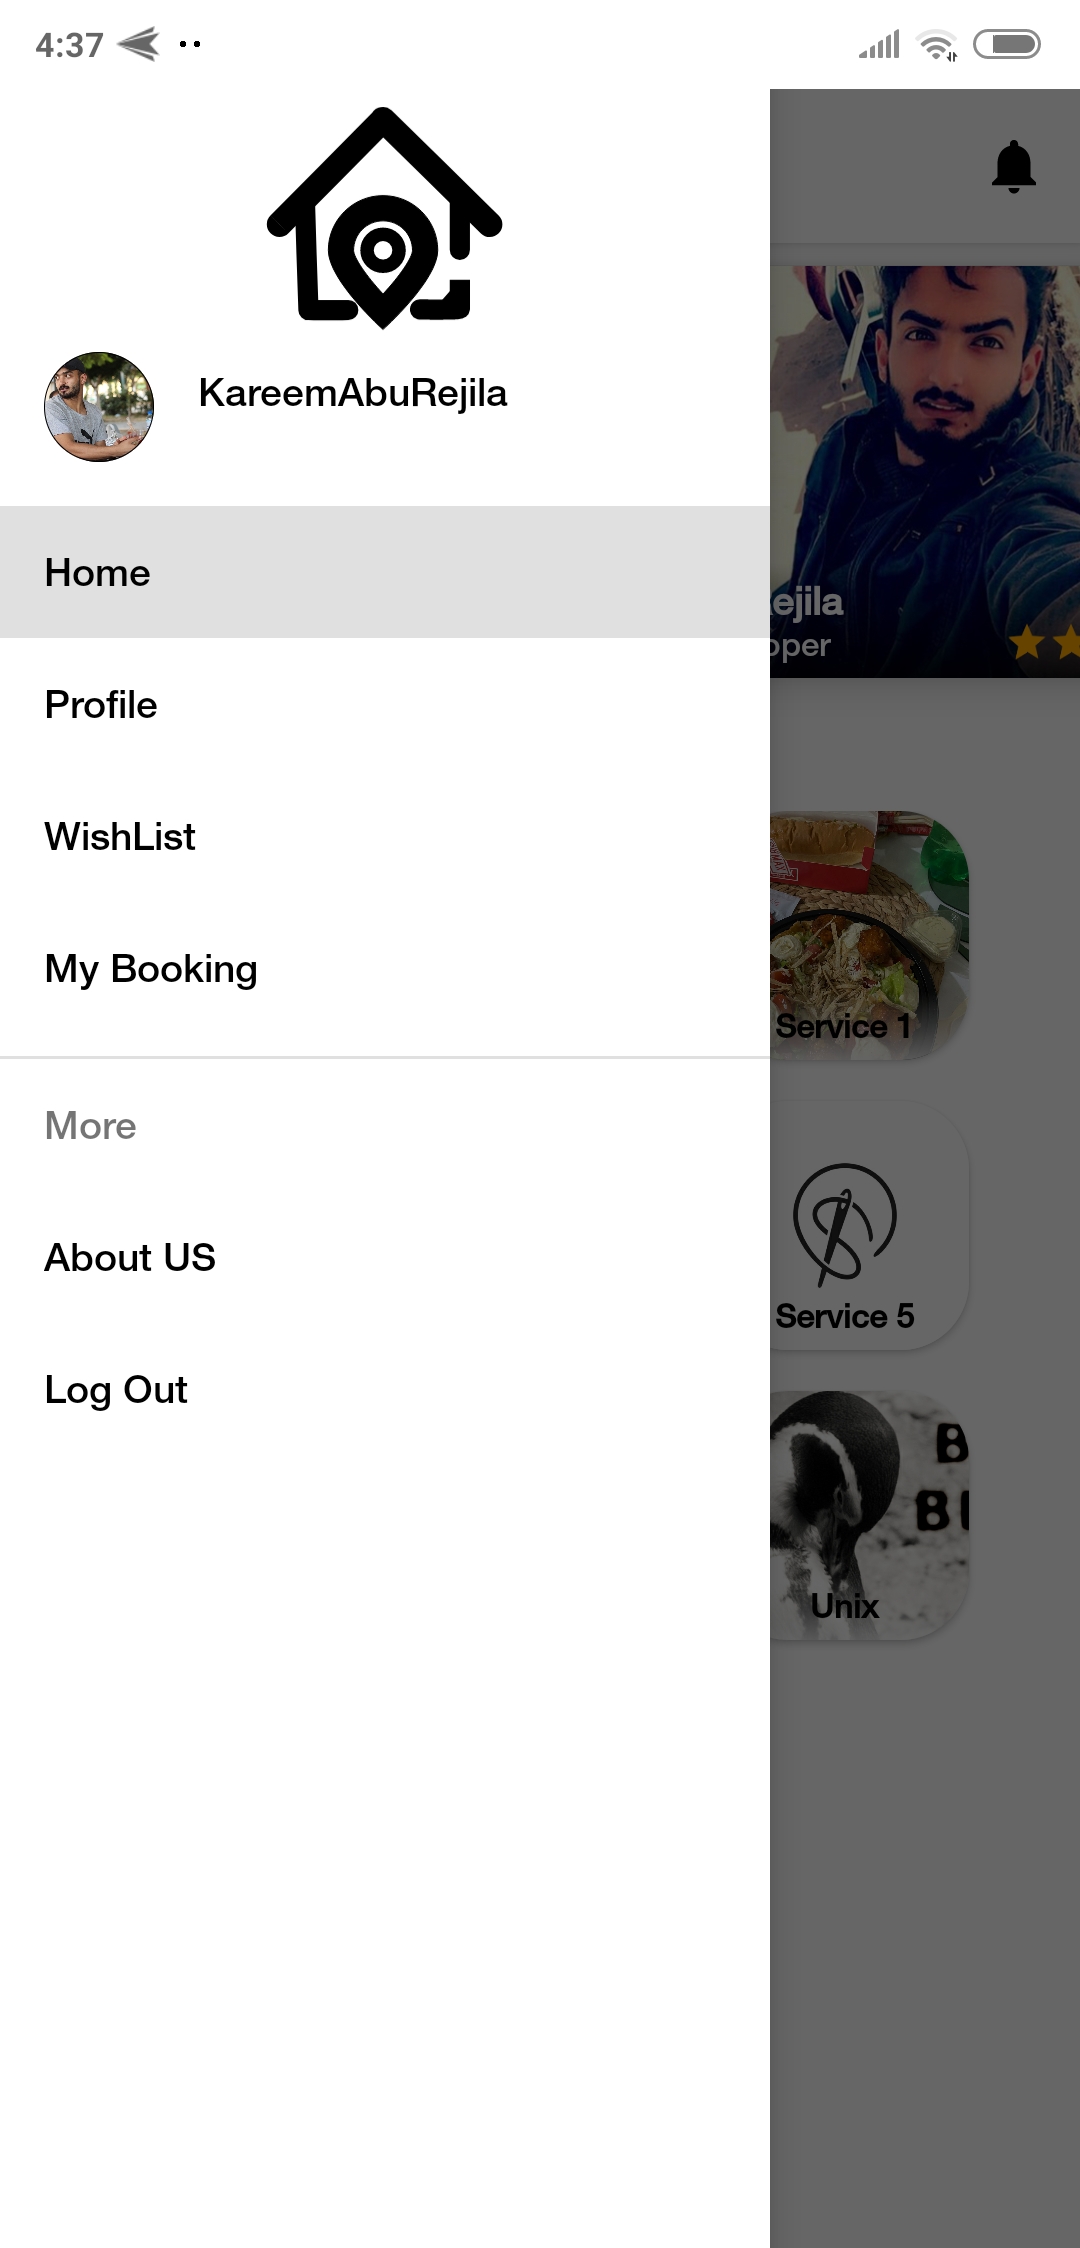 4:37
KareemAbuRejila
Home
Profile
WishList
My Booking
More
About US
Log Out
ejila
oper
Service 1
Service 5
Unix